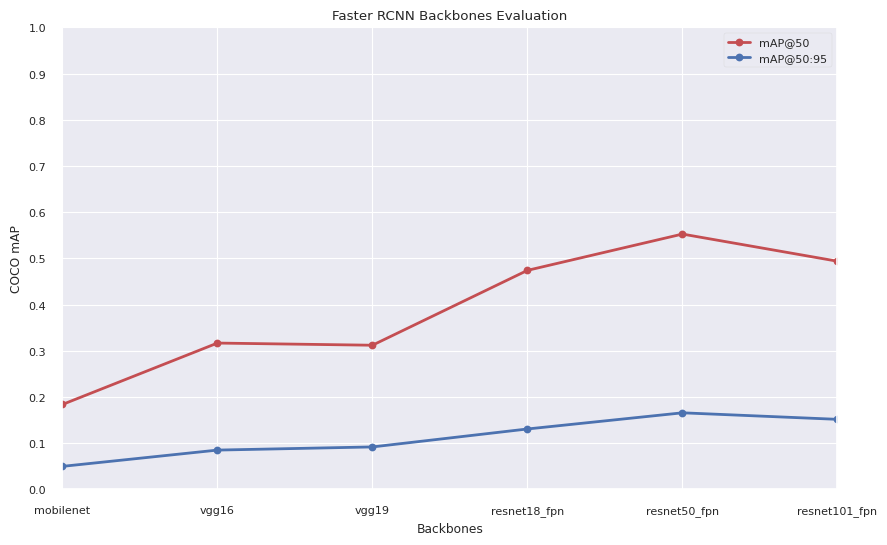 Faster RCNN Backbones Evaluation
mAP@50
mAP@50:95
COCO mAP
1.0
0.9
0.8
0.7
0.6
0.5
0.4
0.3
0.2
0.1
0.0
mobilenet vgg16 vgg19 resnet18_fpn resnet50_fpn resnet101_fpn
Backbones